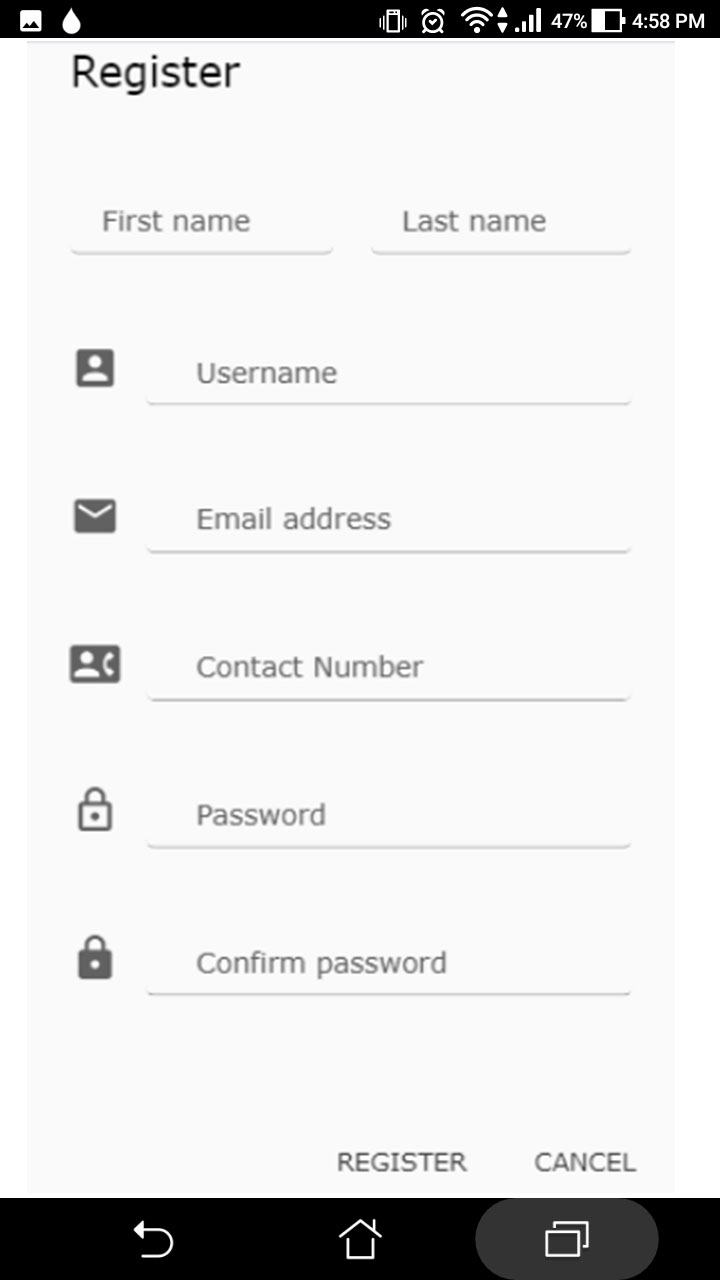 47% 4:58 PM
Register
First name Last name
Username
Email address
Contact Number
Password
Confirm password
REGISTER CANCEL